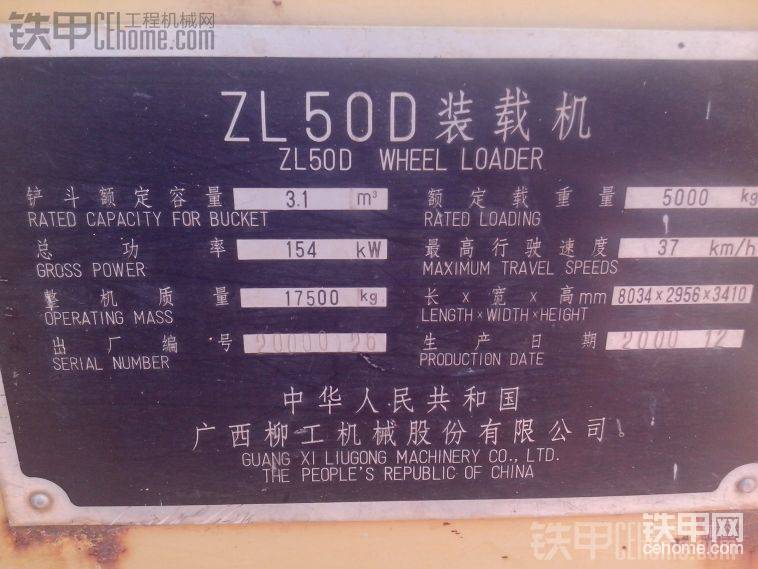 铁甲 工程机械网
CEhome.com
ZL50D装载机
ZL50D WHEEL LOADER
铲斗额定容量 3.1 m³ 额定载重量 5000 kg
RATED CAPACITY FOR BUCKET RATED LOADING
总功率 154 kW 最高行驶速度 37 km/h
GROSS POWER MAXIMUM TRAVEL SPEEDS
整机质量 17500 kg 长×宽×高mm 8034×2956×3410
OPERATING MASS LENGTH×WIDTH×HEIGHT
出厂编号 生产日期 2000 12
SERIAL NUMBER PRODUCTION DATE
中华人民共和国
广西柳工机械股份有限公司
GUANG XI LIUGONG MACHINERY CO., LTD.
THE PEOPLE'S REPUBLIC OF CHINA
铁甲 CEhome.com
铁甲网
cehome.com